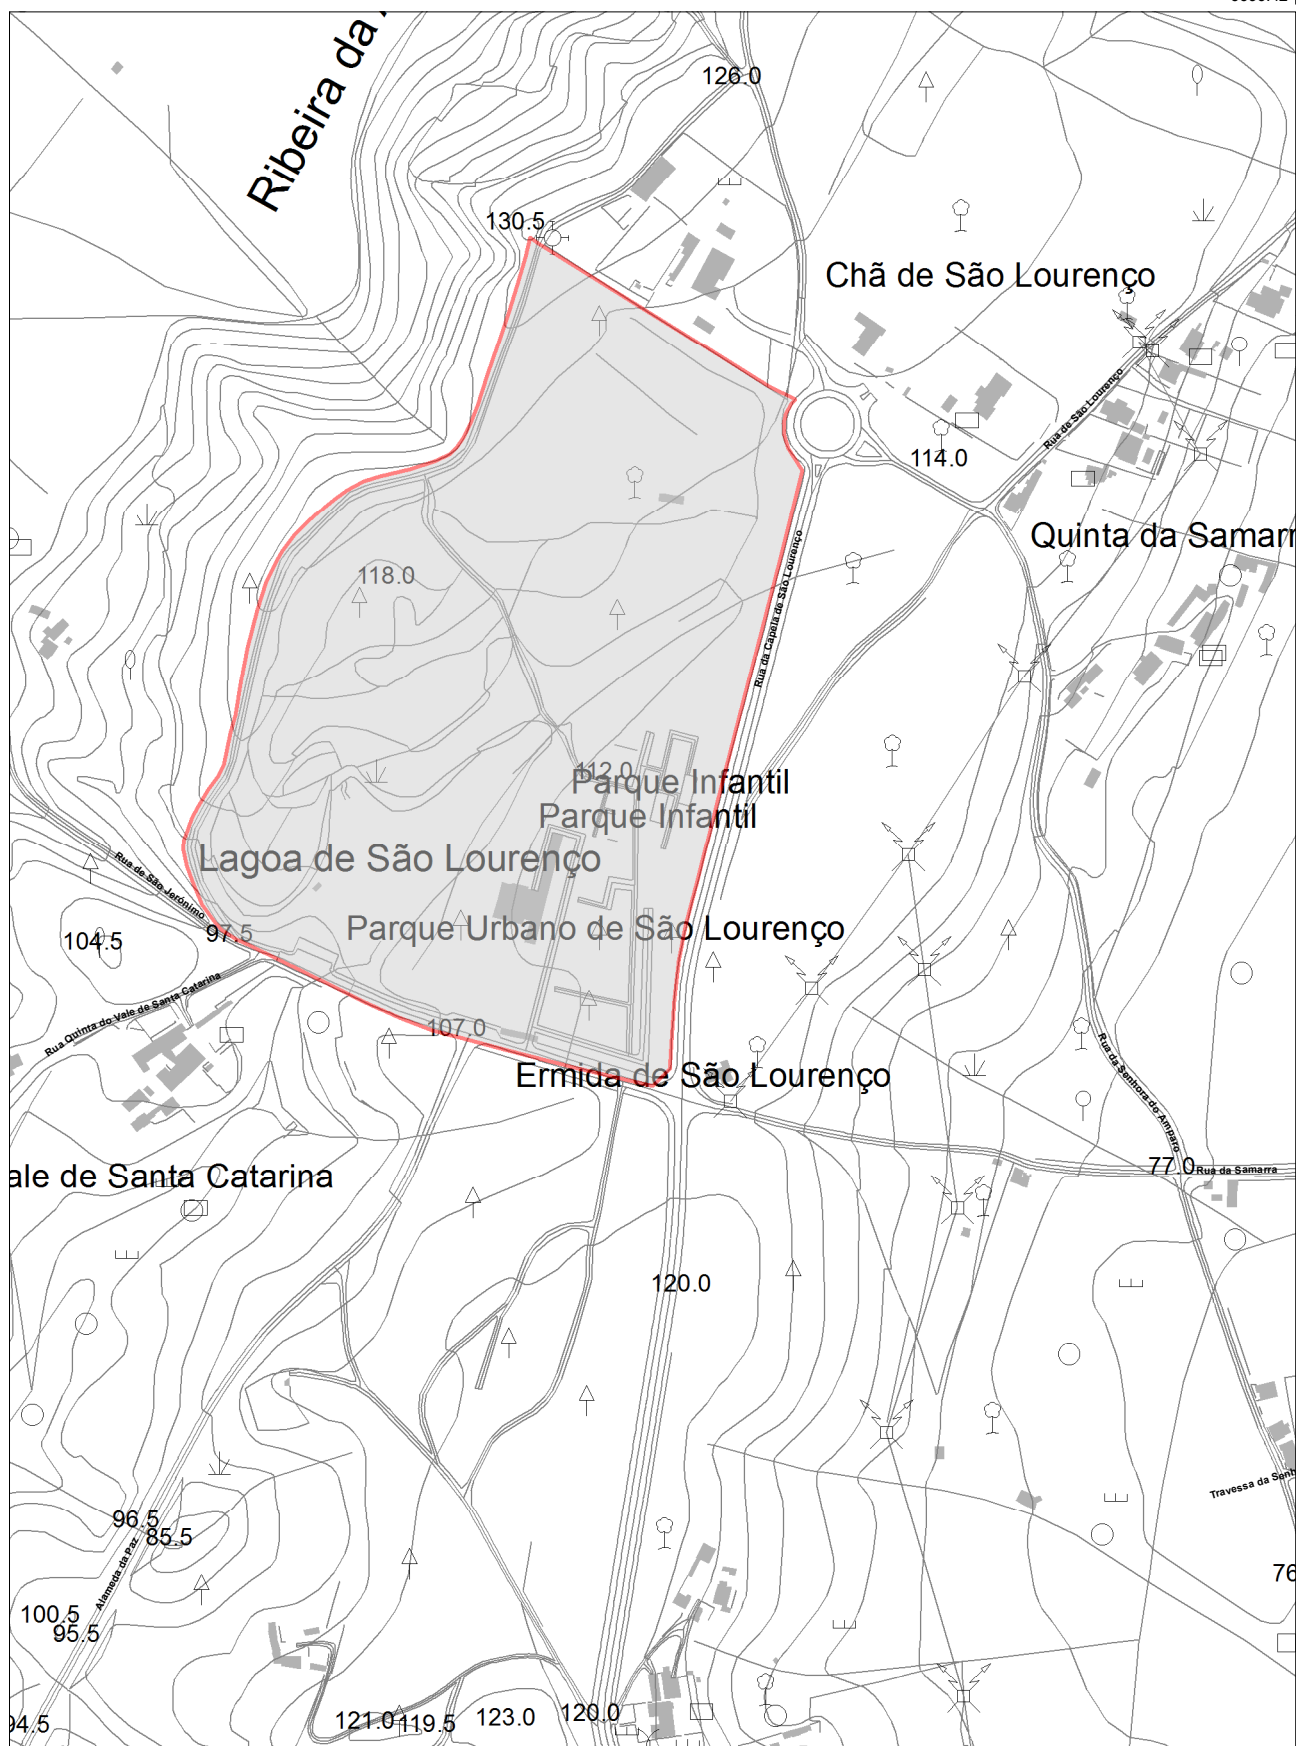 Ribeira da
126.0
130.5
Chã de São Lourenço
Rua de São Lourenço
114.0
Quinta da Samarr
118.0
Rua da Capela de São Lourenço
112.0
Parque Infantil
Parque Infantil
Lagoa de São Lourenço
Rua de São Jerónimo
Parque Urbano de São Lourenço
104.5
97.5
Rua Quinta do Vale de Santa Catarina
107.0
Ermida de São Lourenço
Rua da Senhora do Amparo
77.0
Rua da Samarra
ale de Santa Catarina
120.0
Travessa da Senh
96.5
85.5
Alameda da Paz
76
100.5
95.5
94.5
121.0
119.5
123.0
120.0